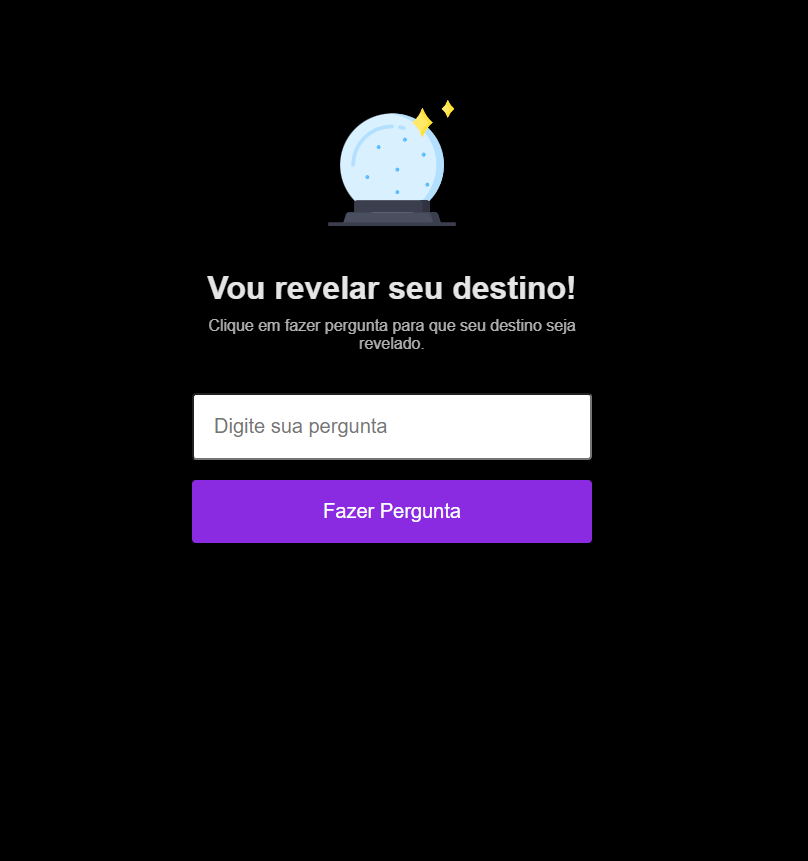 Vou revelar seu destino!
Clique em fazer pergunta para que seu destino seja
revelado.
Digite sua pergunta
Fazer Pergunta